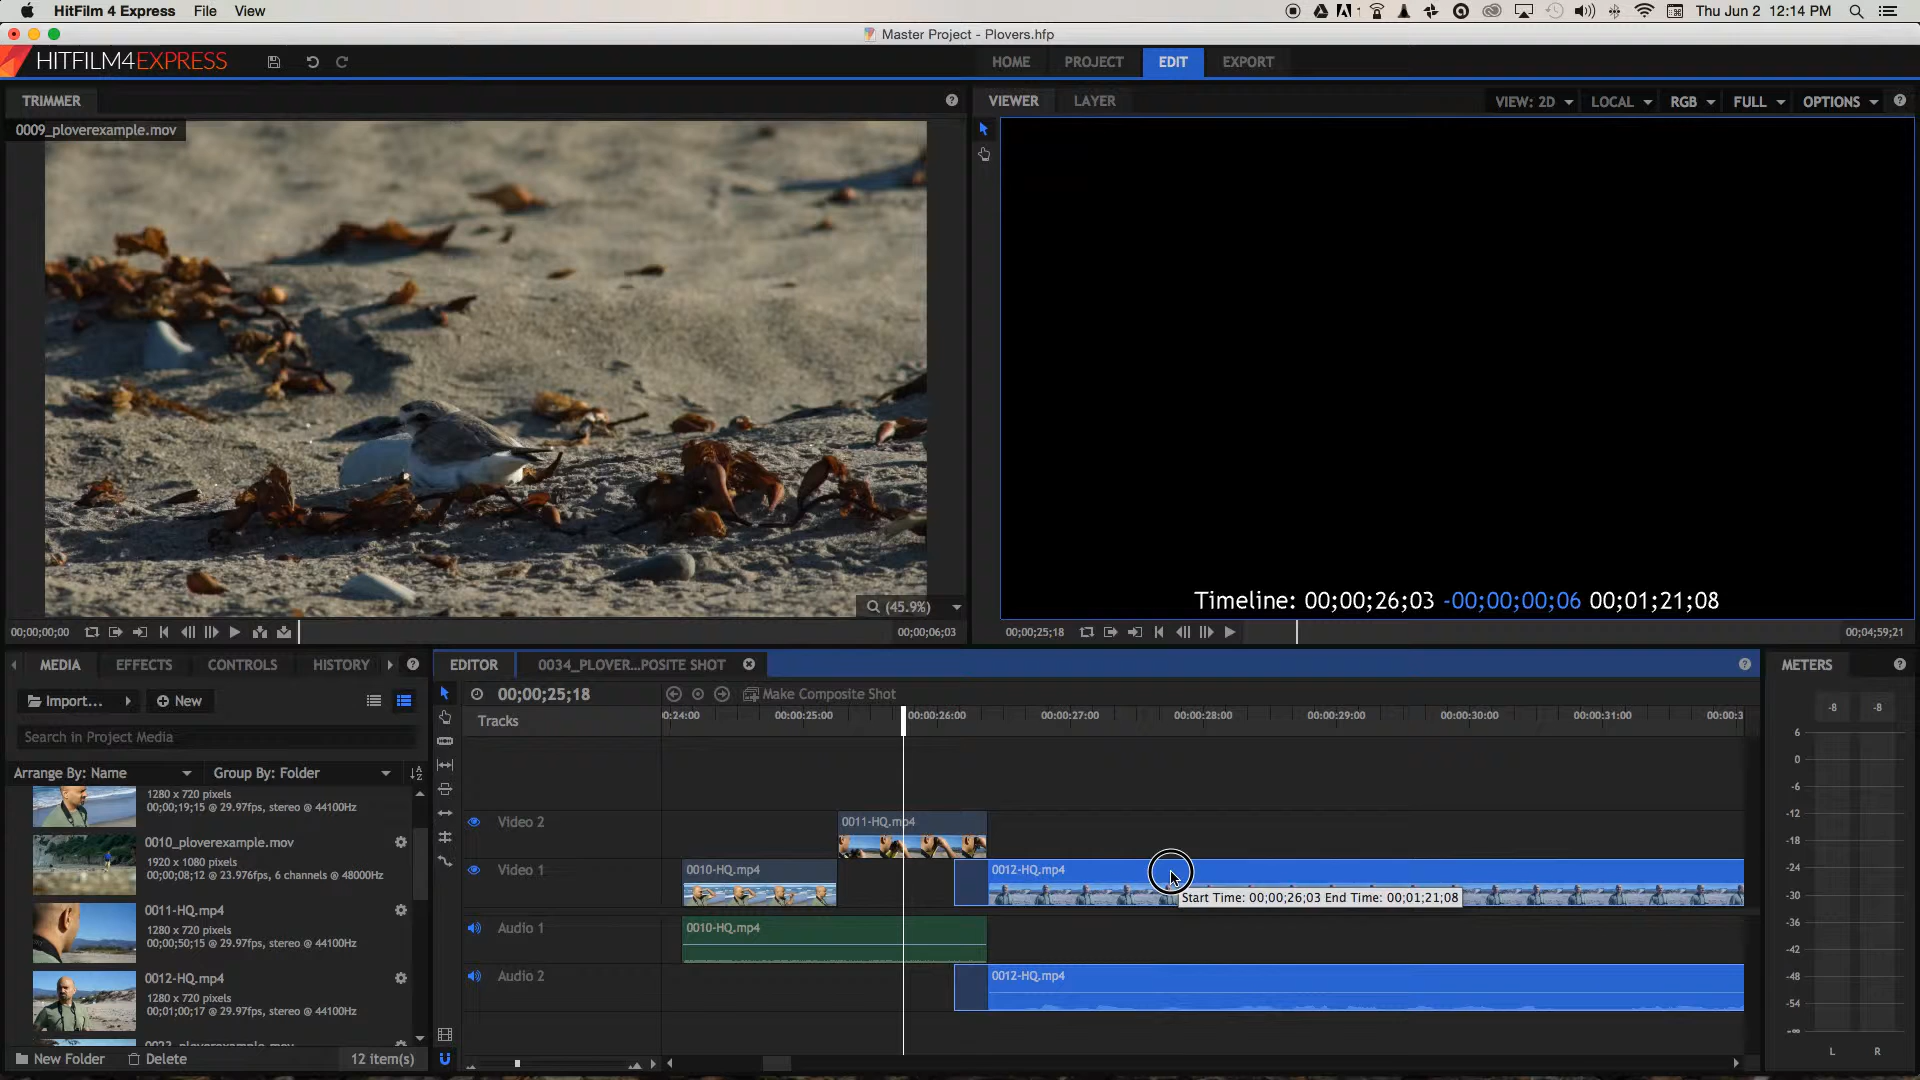 HitFilm 4 Express File View
Thu Jun 2 12:14 PM
Master Project - Plovers.hfp
HITFILM4EXPRESS
HOME PROJECT EDIT EXPORT
TRIMMER
VIEWER LAYER VIEW: 2D LOCAL RGB FULL OPTIONS
0009_ploverexample.mov
(45.9%)
Timeline: 00;00;26;03 -00;00;00;06 00;01;21;08
00;00;00;00
00;00;06;03
00;00;25;18
00;04;59;21
MEDIA EFFECTS CONTROLS HISTORY
EDITOR 0034_PLOVER...POSITE SHOT
METERS
Import... New
00;00;25;18
Make Composite Shot
Tracks
0:24:00 00:00:25:00 00:00:26:00 00:00:27:00 00:00:28:00 00:00:29:00 00:00:30:00 00:00:31:00 00:00:3
Search in Project Media
Arrange By: Name Group By: Folder
1280 x 720 pixels
00;00;19;15 @ 29.97fps, stereo @ 44100Hz
0010_ploverexample.mov
1920 x 1080 pixels
00;00;08;12 @ 23.976fps, 6 channels @ 48000Hz
0011-HQ.mp4
1280 x 720 pixels
00;00;50;15 @ 29.97fps, stereo @ 44100Hz
0012-HQ.mp4
1280 x 720 pixels
00;01;00;17 @ 29.97fps, stereo @ 44100Hz
New Folder Delete 12 item(s)
Video 2
0011-HQ.mp4
Video 1
0010-HQ.mp4
0012-HQ.mp4
Start Time: 00;00;26;03 End Time: 00;01;21;08
Audio 1
0010-HQ.mp4
Audio 2
0012-HQ.mp4
-8 -8
6
0
-6
-12
-18
-24
-30
-36
-42
-48
-54
-∞
L R